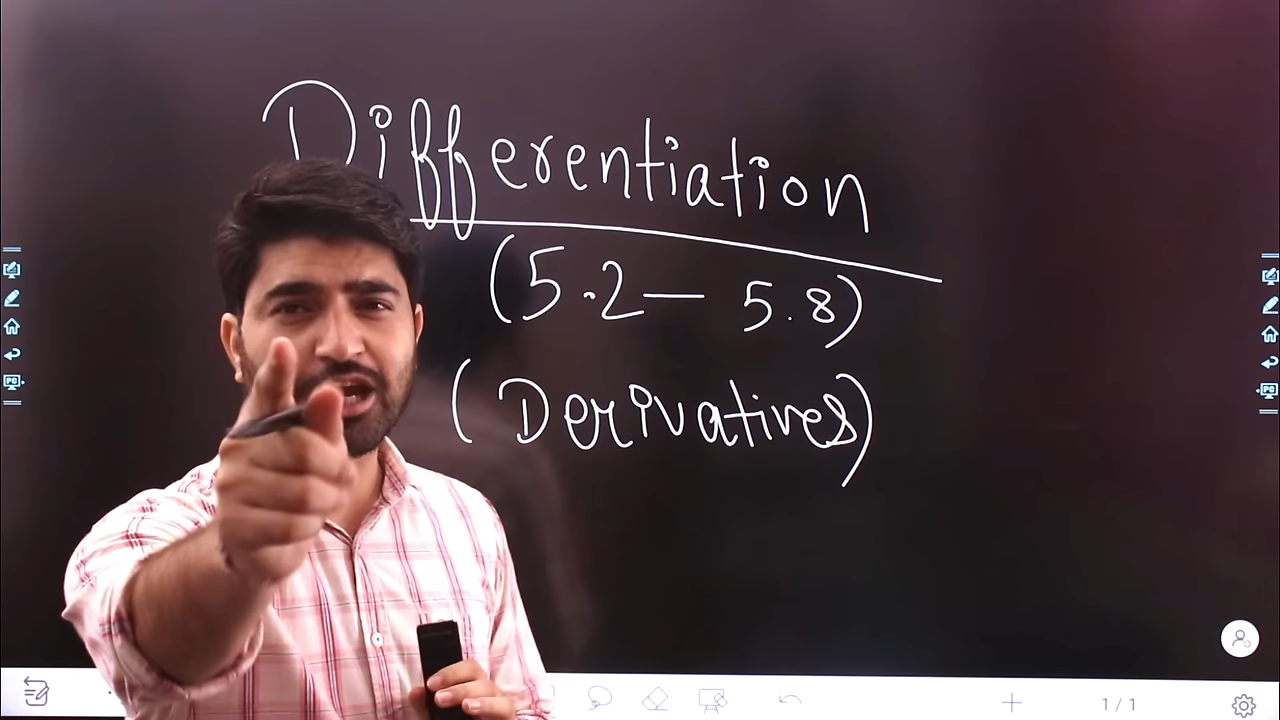 Differentiation
(5.2 — 5.8)
(Derivatives)
1/1